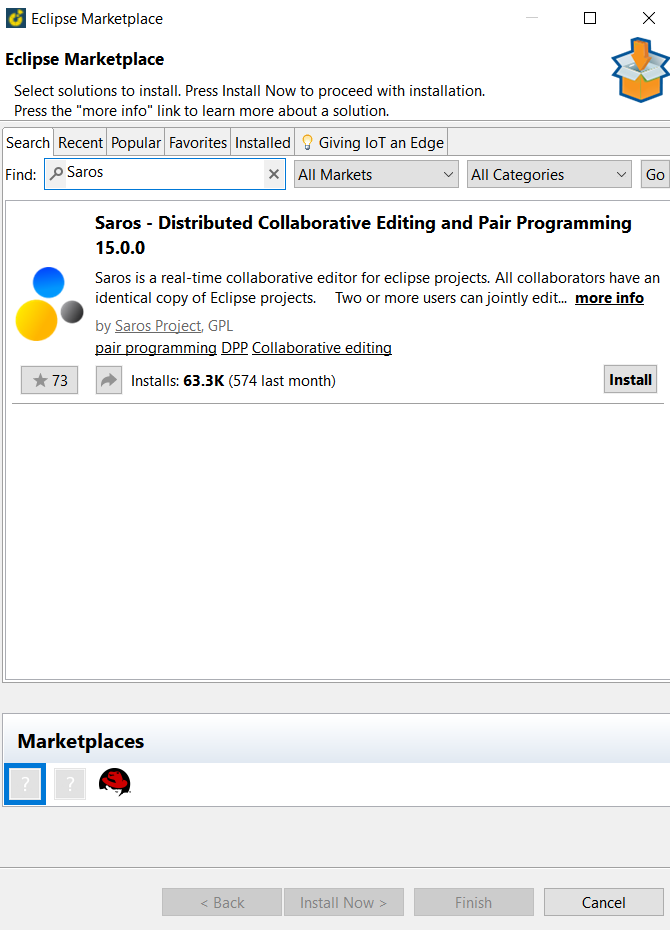 Eclipse Marketplace
Eclipse Marketplace
Select solutions to install. Press Install Now to proceed with installation.
Press the "more info" link to learn more about a solution.
Search Recent Popular Favorites Installed Giving IoT an Edge
Find: Saros All Markets All Categories Go
Saros - Distributed Collaborative Editing and Pair Programming
15.0.0
Saros is a real-time collaborative editor for eclipse projects. All collaborators have an
identical copy of Eclipse projects. Two or more users can jointly edit... more info
by Saros Project, GPL
pair programming DPP Collaborative editing
73 Installs: 63.3K (574 last month) Install
Marketplaces
? ?
< Back Install Now > Finish Cancel